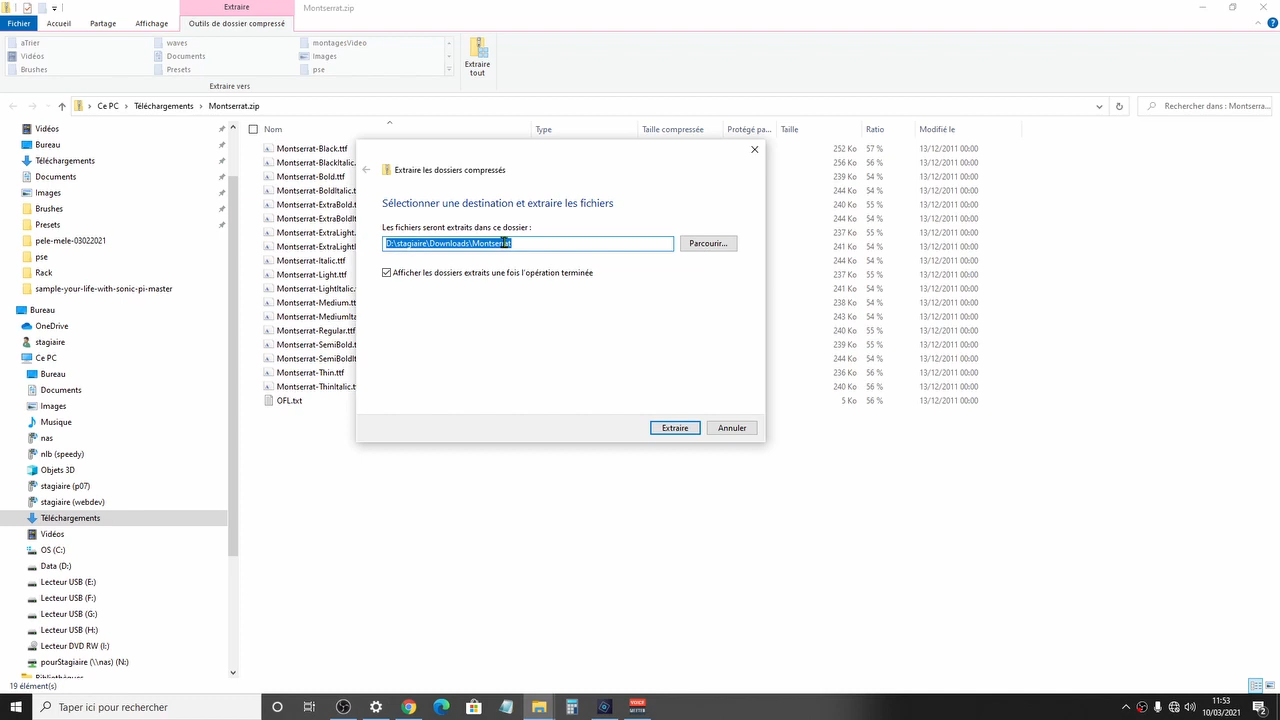 Extraire
Montserrat.zip
Fichier
Accueil
Partage
Affichage
Outils de dossier compressé
aTrier
waves
montagesVideo
Vidéos
Documents
Images
Brushes
Presets
pse
Extraire
tout
Extraire vers
Ce PC
Téléchargements
Montserrat.zip
Rechercher dans : Montserra...
Vidéos
Bureau
Téléchargements
Documents
Images
Brushes
Presets
pele-mele-03022021
pse
Rack
sample-your-life-with-sonic-pi-master
Bureau
OneDrive
stagiaire
Ce PC
Bureau
Documents
Images
Musique
nas
nlb (speedy)
Objets 3D
stagiaire (p07)
stagiaire (webdev)
Téléchargements
Vidéos
OS (C:)
Data (D:)
Lecteur USB (E:)
Lecteur USB (F:)
Lecteur USB (G:)
Lecteur USB (H:)
Lecteur DVD RW (I:)
pourStagiaire (\\nas) (N:)
Nom Type Taille compressée Protégé pa... Taille Ratio Modifié le
Montserrat-Black.ttf 252 Ko 57 % 13/12/2011 00:00
Montserrat-BlackItalic. 256 Ko 56 % 13/12/2011 00:00
Montserrat-Bold.ttf 239 Ko 54 % 13/12/2011 00:00
Montserrat-BoldItalic.t 244 Ko 54 % 13/12/2011 00:00
Montserrat-ExtraBold.t 240 Ko 55 % 13/12/2011 00:00
Montserrat-ExtraBoldIt 244 Ko 54 % 13/12/2011 00:00
Montserrat-ExtraLight. 237 Ko 55 % 13/12/2011 00:00
Montserrat-ExtraLightI 241 Ko 54 % 13/12/2011 00:00
Montserrat-Italic.ttf 244 Ko 54 % 13/12/2011 00:00
Montserrat-Light.ttf 237 Ko 55 % 13/12/2011 00:00
Montserrat-LightItalic. 241 Ko 54 % 13/12/2011 00:00
Montserrat-Medium.tt 238 Ko 54 % 13/12/2011 00:00
Montserrat-MediumIta 243 Ko 54 % 13/12/2011 00:00
Montserrat-Regular.ttf 240 Ko 55 % 13/12/2011 00:00
Montserrat-SemiBold.t 239 Ko 55 % 13/12/2011 00:00
Montserrat-SemiBoldIt 244 Ko 54 % 13/12/2011 00:00
Montserrat-Thin.ttf 236 Ko 56 % 13/12/2011 00:00
Montserrat-ThinItalic.t 240 Ko 56 % 13/12/2011 00:00
OFL.txt 5 Ko 56 % 13/12/2011 00:00
Extraire les dossiers compressés
Sélectionner une destination et extraire les fichiers
Les fichiers seront extraits dans ce dossier :
D:\stagiaire\Downloads\Montserrat
Parcourir...
Afficher les dossiers extraits une fois l'opération terminée
Extraire
Annuler
19 élément(s)
Taper ici pour rechercher
VOICE
MEETER
11:53
10/03/2021
2